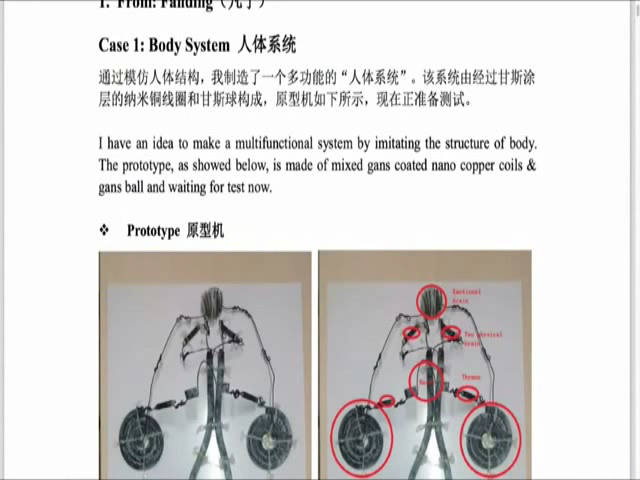 1. From: Fanding（凡丁）
Case 1: Body System 人体系统
通过模仿人体结构，我制造了一个多功能的“人体系统”。该系统由经过甘斯涂
层的纳米铜线圈和甘斯球构成，原型机如下所示，现在正准备测试。
I have an idea to make a multifunctional system by imitating the structure of body.
The prototype, as showed below, is made of mixed gans coated nano copper coils &
gans ball and waiting for test now.
❖ Prototype 原型机
Emotional
brain
Two physical
brain
Thymus